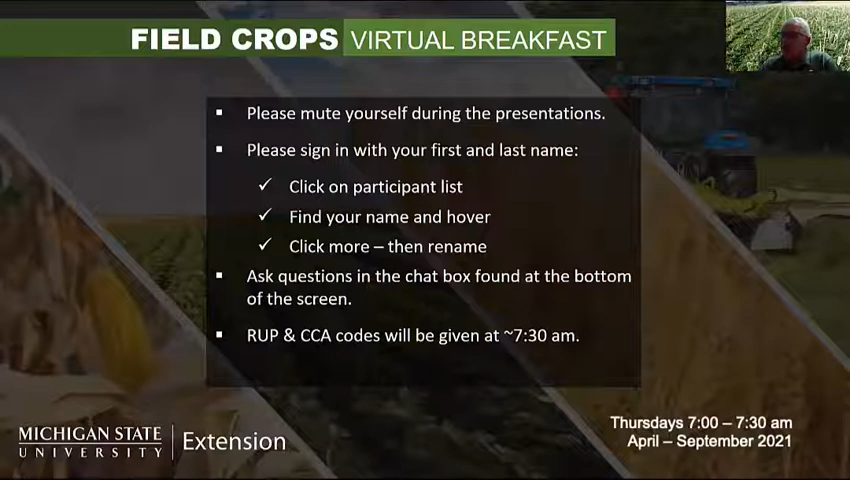 FIELD CROPS VIRTUAL BREAKFAST
▪ Please mute yourself during the presentations.
▪ Please sign in with your first and last name:
✓ Click on participant list
✓ Find your name and hover
✓ Click more – then rename
▪ Ask questions in the chat box found at the bottom
of the screen.
▪ RUP & CCA codes will be given at ~7:30 am.
Thursdays 7:00 – 7:30 am
April – September 2021
MICHIGAN STATE
UNIVERSITY
Extension